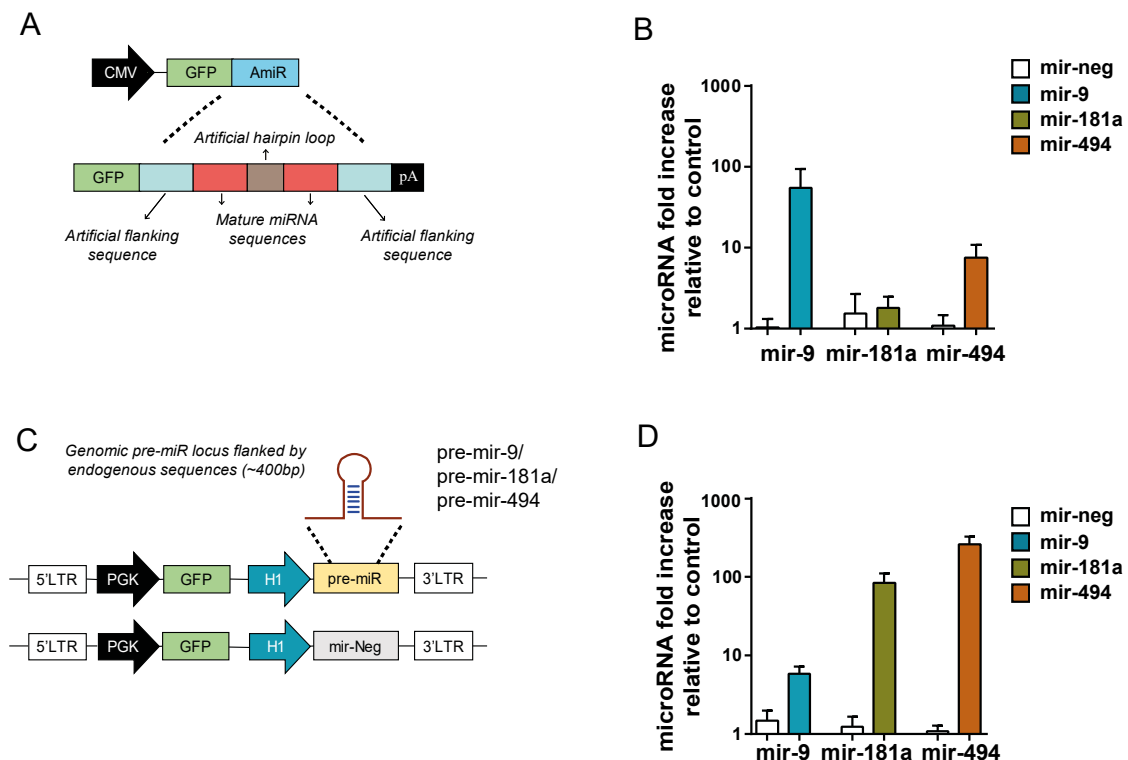 A
CMV
GFP
AmiR
Artificial hairpin loop
GFP
pA
Artificial flanking
sequence
Mature miRNA
sequences
Artificial flanking
sequence
B
microRNA fold increase
relative to control
1000
100
10
1
mir-9
mir-181a
mir-494
mir-neg
mir-9
mir-181a
mir-494
C
Genomic pre-miR locus flanked by
endogenous sequences (~400bp)
pre-mir-9/
pre-mir-181a/
pre-mir-494
5'LTR
PGK
GFP
H1
pre-miR
3'LTR
5'LTR
PGK
GFP
H1
mir-Neg
3'LTR
D
microRNA fold increase
relative to control
1000
100
10
1
mir-9
mir-181a
mir-494
mir-neg
mir-9
mir-181a
mir-494